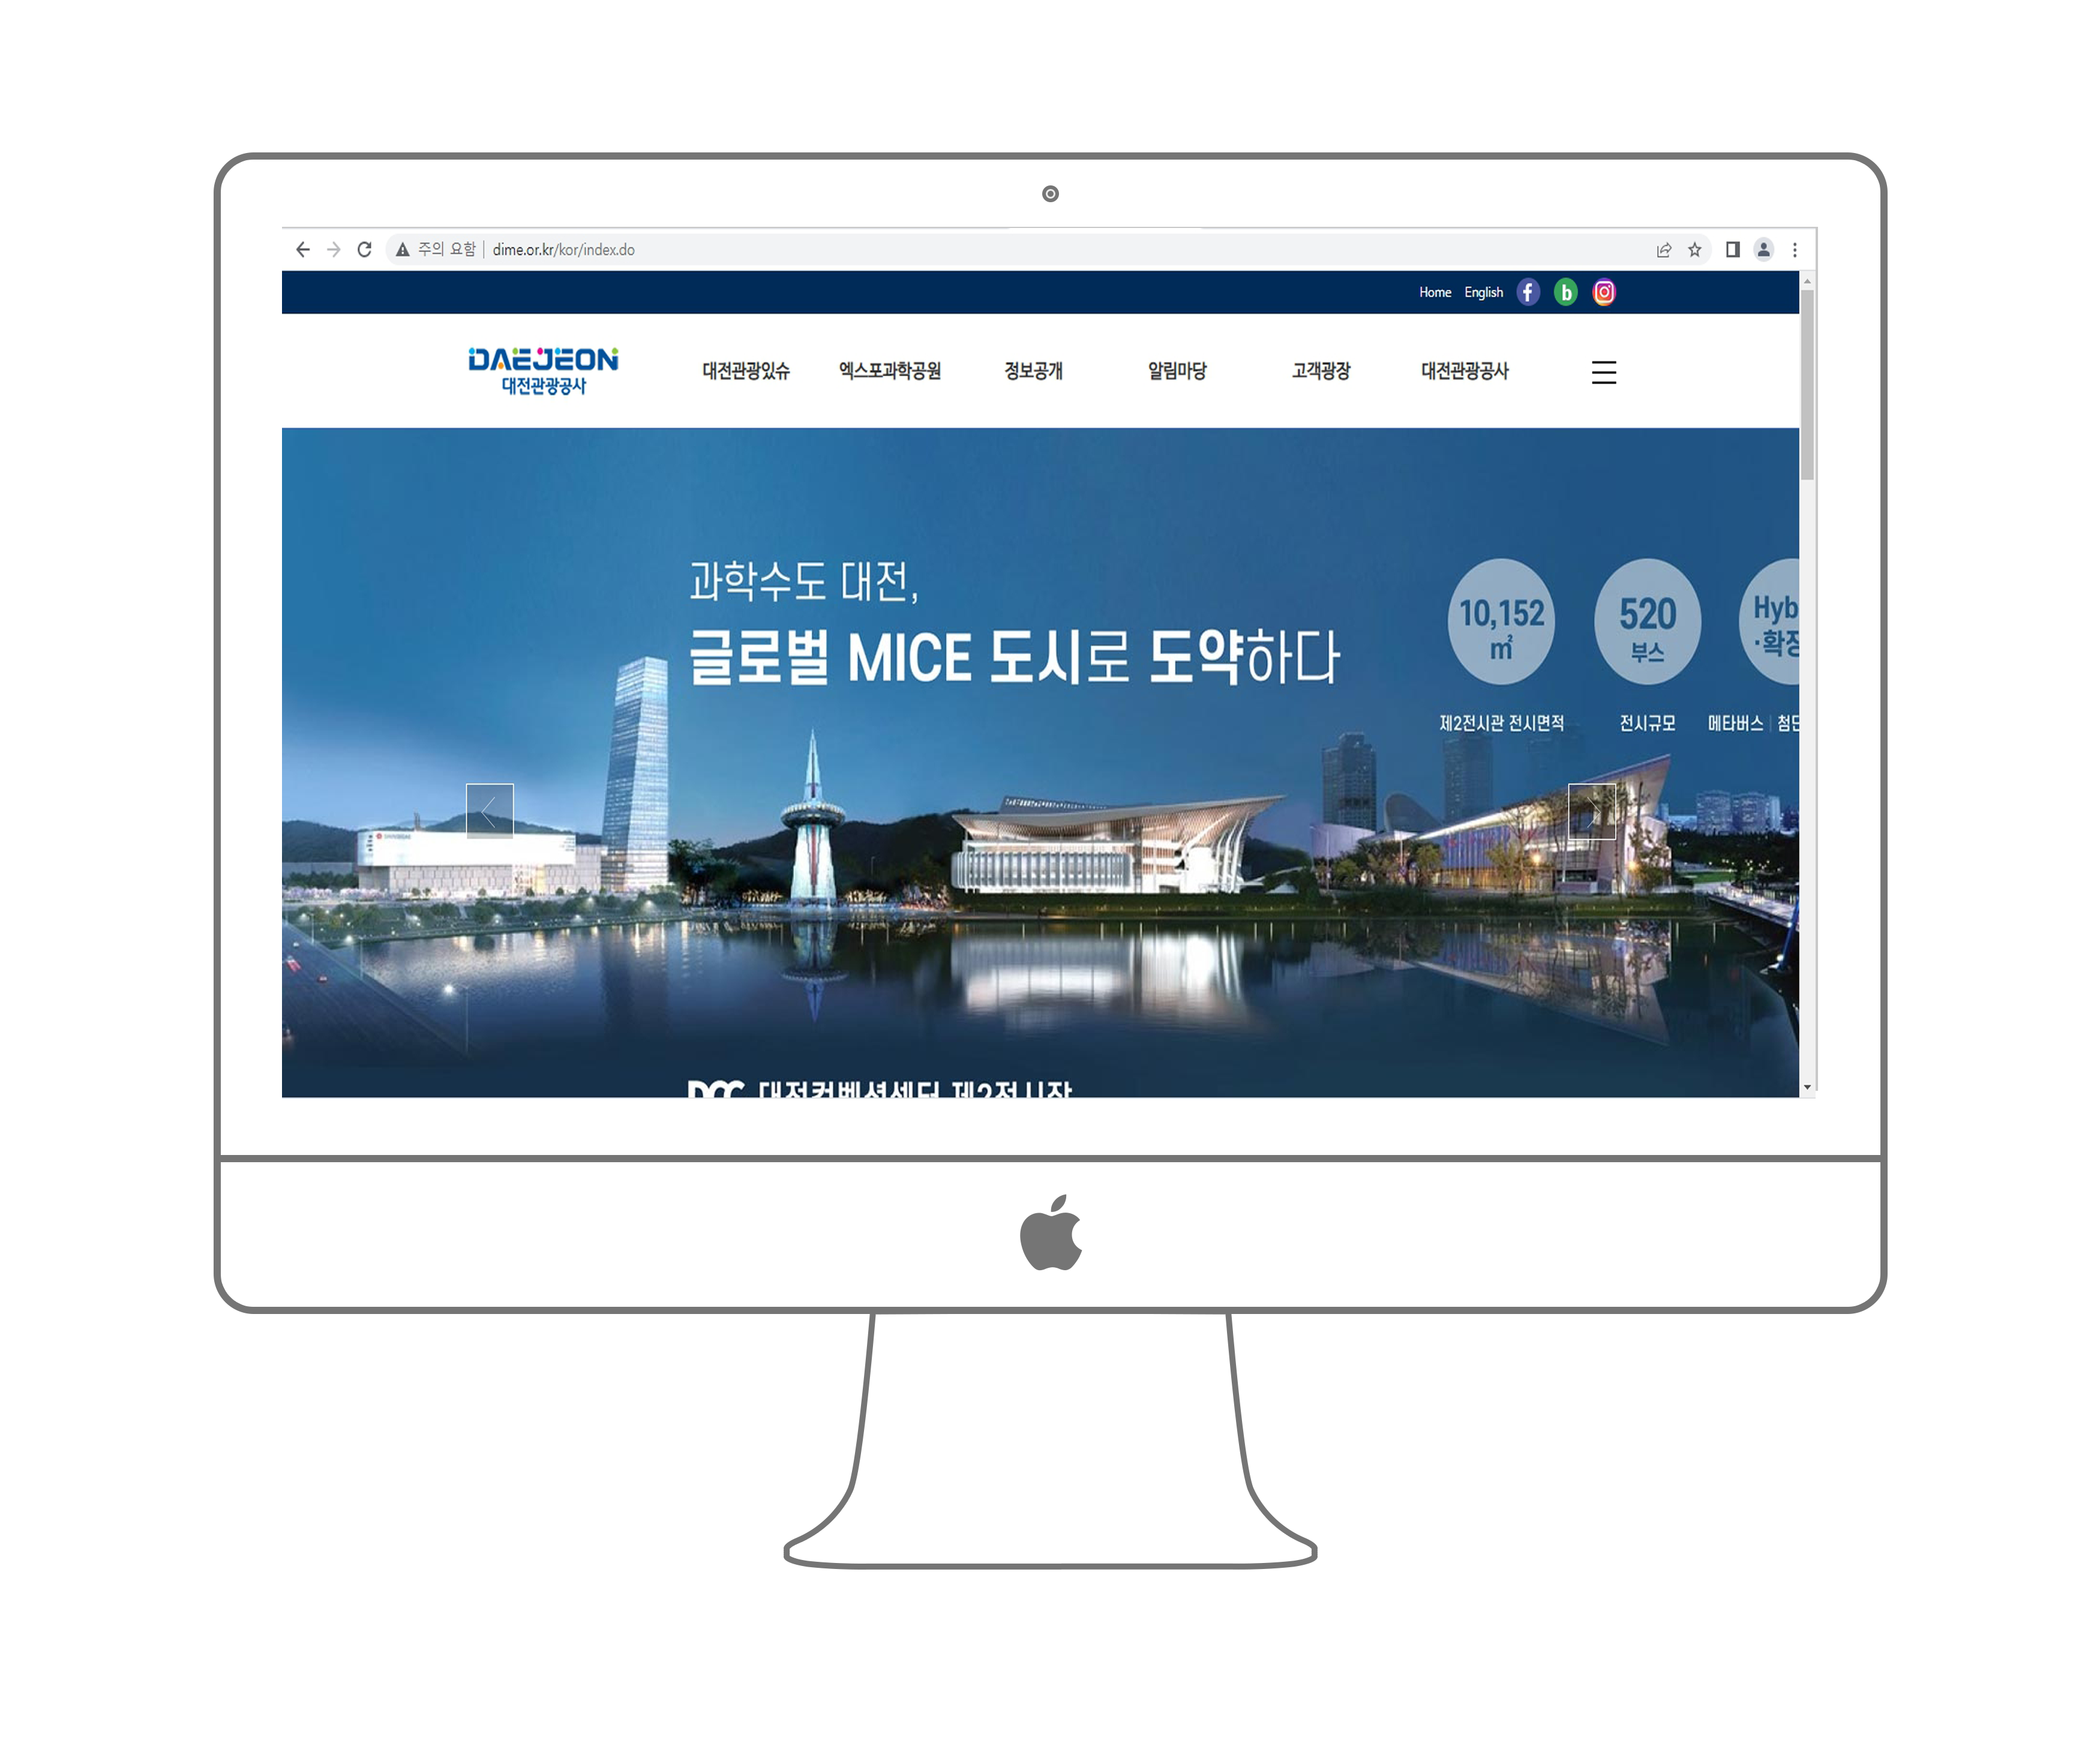 주의 요함 | dime.or.kr/kor/index.do
Home English
DAEJEON
대전관광공사
대전관광있슈 엑스포과학공원 정보공개 알림마당 고객광장 대전관광공사
과학수도 대전,
글로벌 MICE 도시로 도약하다
10,152 ㎡
제2전시관 전시면적
520 부스
전시규모
Hyb
·확장
메타버스 | 첨단
DCC 대전컨벤션센터 제2전시장